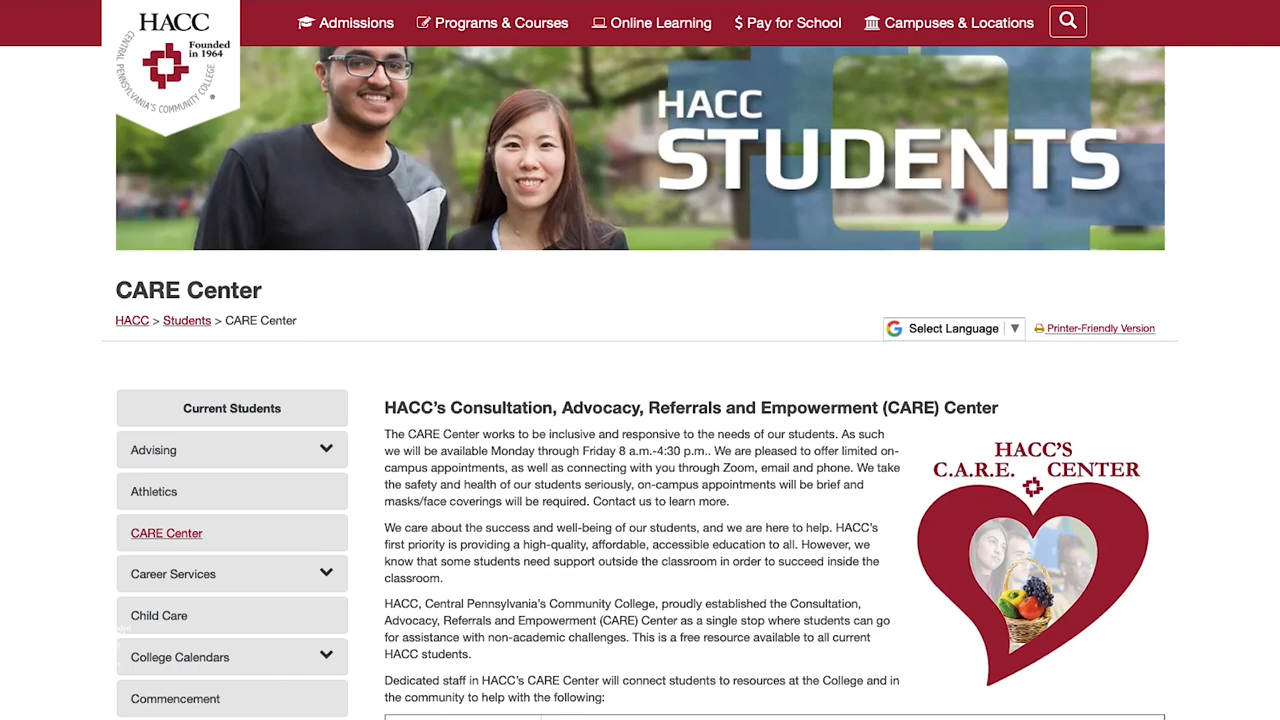 HACC
Founded
in 1964
CENTRAL PENNSYLVANIA'S COMMUNITY COLLEGE
Admissions
Programs & Courses
Online Learning
$ Pay for School
Campuses & Locations
HACC
STUDENTS
CARE Center
HACC > Students > CARE Center
Select Language ▼
Printer-Friendly Version
Current Students
Advising
Athletics
CARE Center
Career Services
Child Care
College Calendars
Commencement
HACC's Consultation, Advocacy, Referrals and Empowerment (CARE) Center
The CARE Center works to be inclusive and responsive to the needs of our students. As such
we will be available Monday through Friday 8 a.m.-4:30 p.m.. We are pleased to offer limited on-
campus appointments, as well as connecting with you through Zoom, email and phone. We take
the safety and health of our students seriously, on-campus appointments will be brief and
masks/face coverings will be required. Contact us to learn more.
We care about the success and well-being of our students, and we are here to help. HACC's
first priority is providing a high-quality, affordable, accessible education to all. However, we
know that some students need support outside the classroom in order to succeed inside the
classroom.
HACC, Central Pennsylvania's Community College, proudly established the Consultation,
Advocacy, Referrals and Empowerment (CARE) Center as a single stop where students can go
for assistance with non-academic challenges. This is a free resource available to all current
HACC students.
Dedicated staff in HACC's CARE Center will connect students to resources at the College and in
the community to help with the following:
HACC'S
C.A.R.E. CENTER